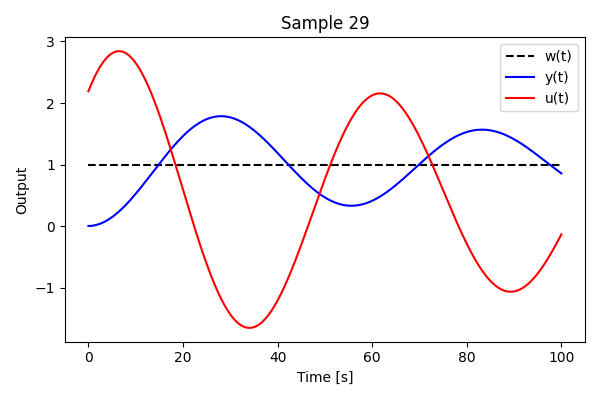 Sample 29
w(t)
y(t)
u(t)
3
2
1
0
−1
Output
0 20 40 60 80 100
Time [s]